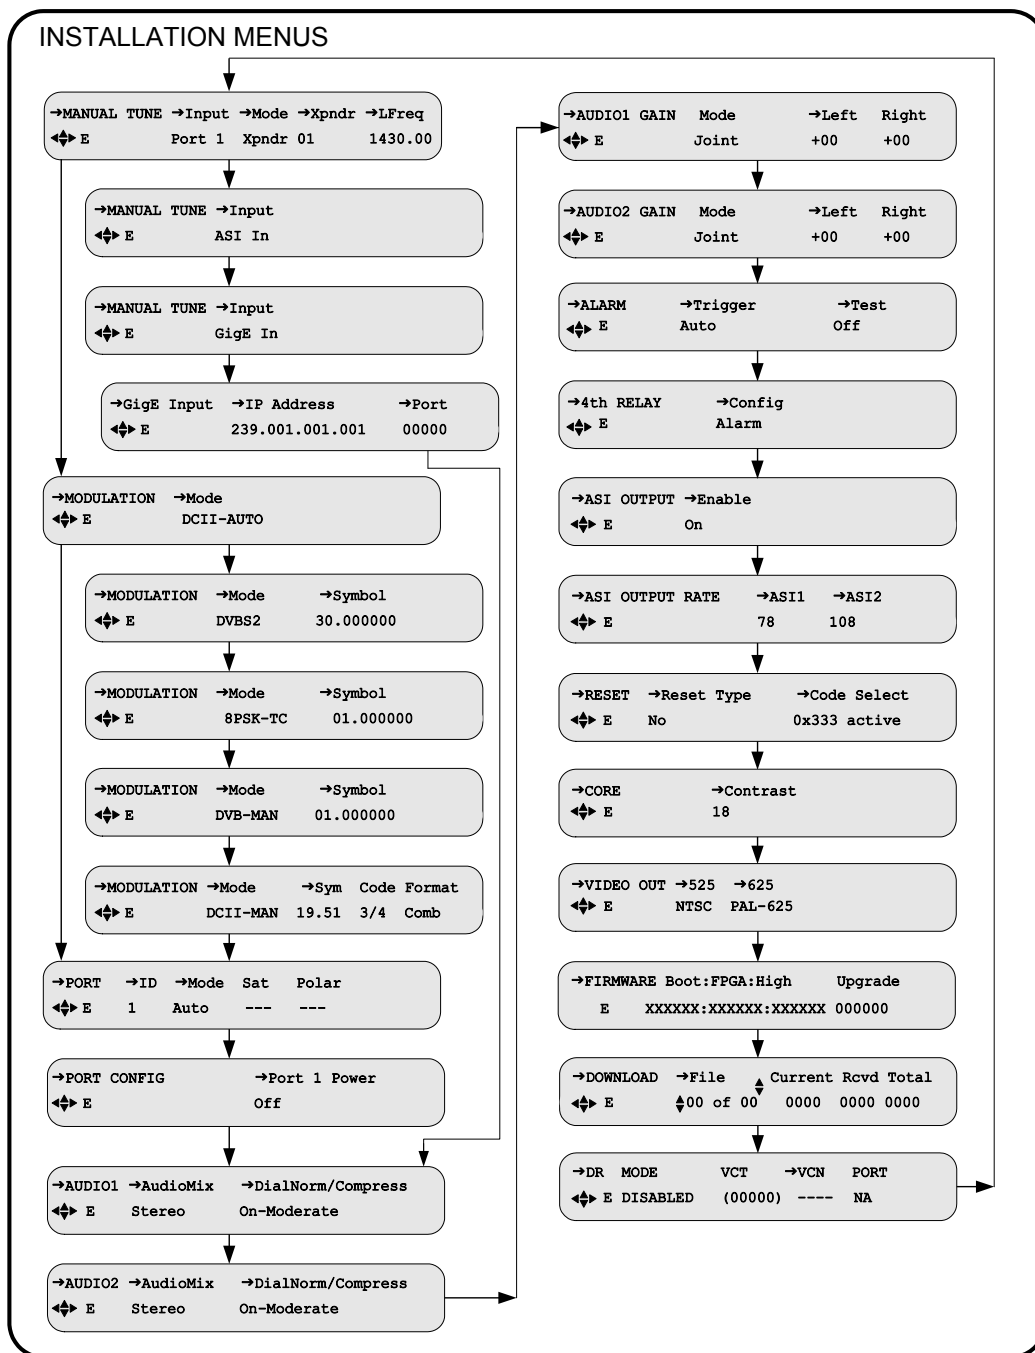 INSTALLATION MENUS
→MANUAL TUNE →Input →Mode →Xpndr →LFreq
E Port 1 Xpndr 01 1430.00
→MANUAL TUNE →Input
E ASI In
→MANUAL TUNE →Input
E GigE In
→GigE Input →IP Address →Port
E 239.001.001.001 00000
→MODULATION →Mode
E DCII-AUTO
→MODULATION →Mode →Symbol
E DVBS2 30.000000
→MODULATION →Mode →Symbol
E 8PSK-TC 01.000000
→MODULATION →Mode →Symbol
E DVB-MAN 01.000000
→MODULATION →Mode →Sym Code Format
E DCII-MAN 19.51 3/4 Comb
→PORT →ID →Mode Sat Polar
E 1 Auto --- ---
→PORT CONFIG →Port 1 Power
E Off
→AUDIO1 →AudioMix →DialNorm/Compress
E Stereo On-Moderate
→AUDIO2 →AudioMix →DialNorm/Compress
E Stereo On-Moderate
→AUDIO1 GAIN Mode →Left Right
E Joint +00 +00
→AUDIO2 GAIN Mode →Left Right
E Joint +00 +00
→ALARM →Trigger →Test
E Auto Off
→4th RELAY →Config
E Alarm
→ASI OUTPUT →Enable
E On
→ASI OUTPUT RATE →ASI1 →ASI2
E 78 108
→RESET →Reset Type →Code Select
E No 0x333 active
→CORE →Contrast
E 18
→VIDEO OUT →525 →625
E NTSC PAL-625
→FIRMWARE Boot:FPGA:High Upgrade
E XXXXXX:XXXXXX:XXXXXX 000000
→DOWNLOAD →File Current Rcvd Total
E 00 of 00 0000 0000 0000
→DR MODE VCT →VCN PORT
E DISABLED (00000) ---- NA